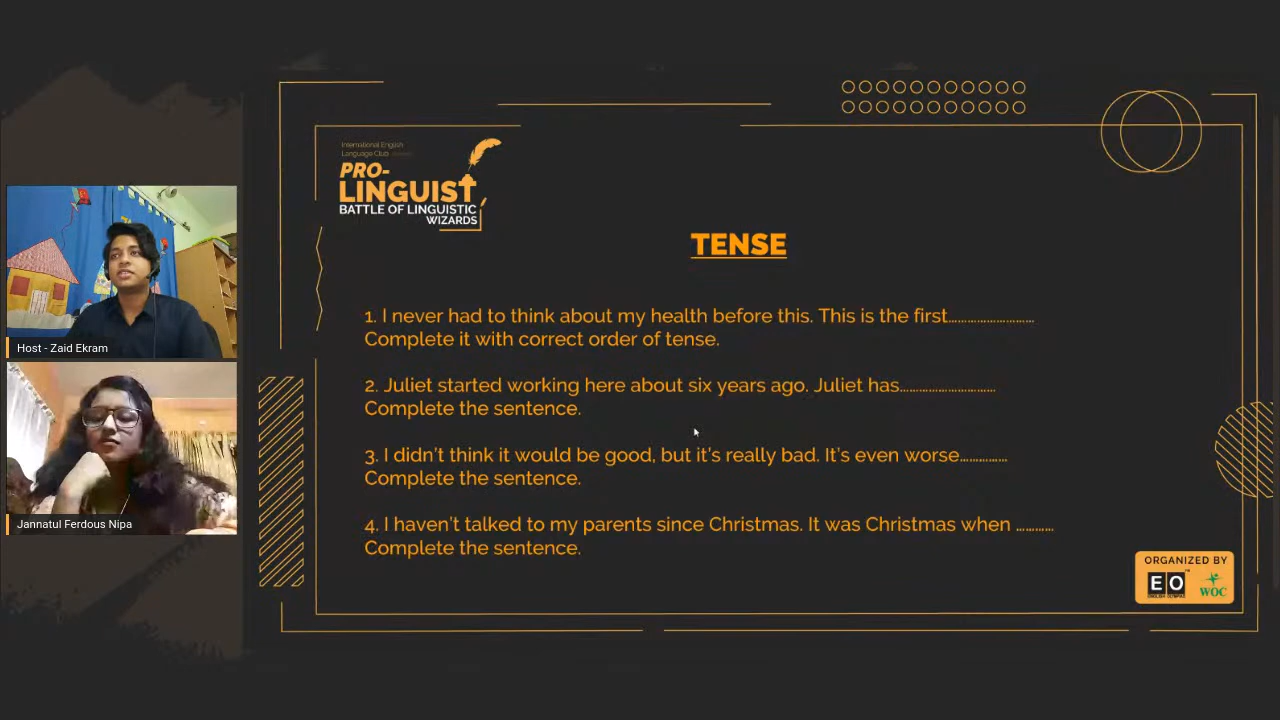 International English
Language Club
PRO-
LINGUIST
BATTLE OF LINGUISTIC
WIZARDS
TENSE
1. I never had to think about my health before this. This is the first...........................
Complete it with correct order of tense.
2. Juliet started working here about six years ago. Juliet has..............................
Complete the sentence.
3. I didn't think it would be good, but it's really bad. It's even worse...............
Complete the sentence.
4. I haven't talked to my parents since Christmas. It was Christmas when ............
Complete the sentence.
Host - Zaid Ekram
Jannatul Ferdous Nipa
ORGANIZED BY
EO
WOC